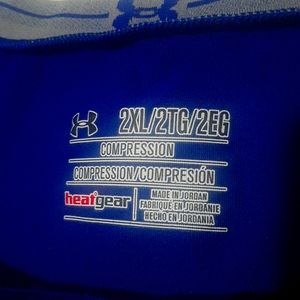 2XL/2TG/2EG
COMPRESSION
COMPRESSION/COMPRESIÓN
heatgear
MADE IN JORDAN
FABRIQUÉ EN JORDANIE
HECHO EN JORDANIA